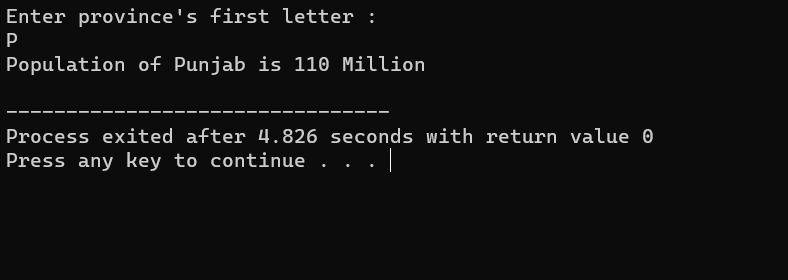 Enter province's first letter :
P
Population of Punjab is 110 Million
--------------------------------
Process exited after 4.826 seconds with return value 0
Press any key to continue . . .